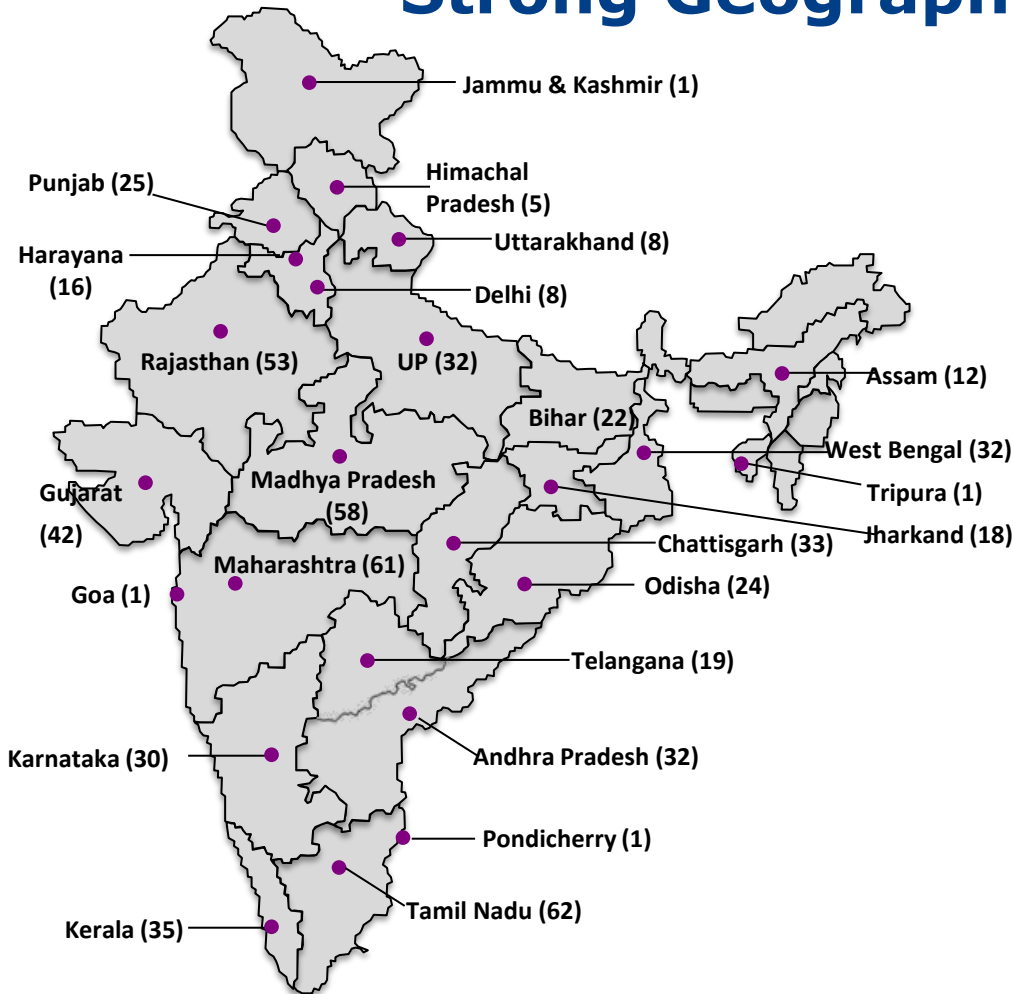 Strong Geograph
Jammu & Kashmir (1)
Himachal
Pradesh (5)
Punjab (25)
Uttarakhand (8)
Harayana
(16)
Delhi (8)
Rajasthan (53)
UP (32)
Assam (12)
Bihar (22)
West Bengal (32)
Madhya Pradesh
(58)
Gujarat
(42)
Tripura (1)
Jharkand (18)
Chattisgarh (33)
Maharashtra (61)
Odisha (24)
Goa (1)
Telangana (19)
Karnataka (30)
Andhra Pradesh (32)
Pondicherry (1)
Tamil Nadu (62)
Kerala (35)